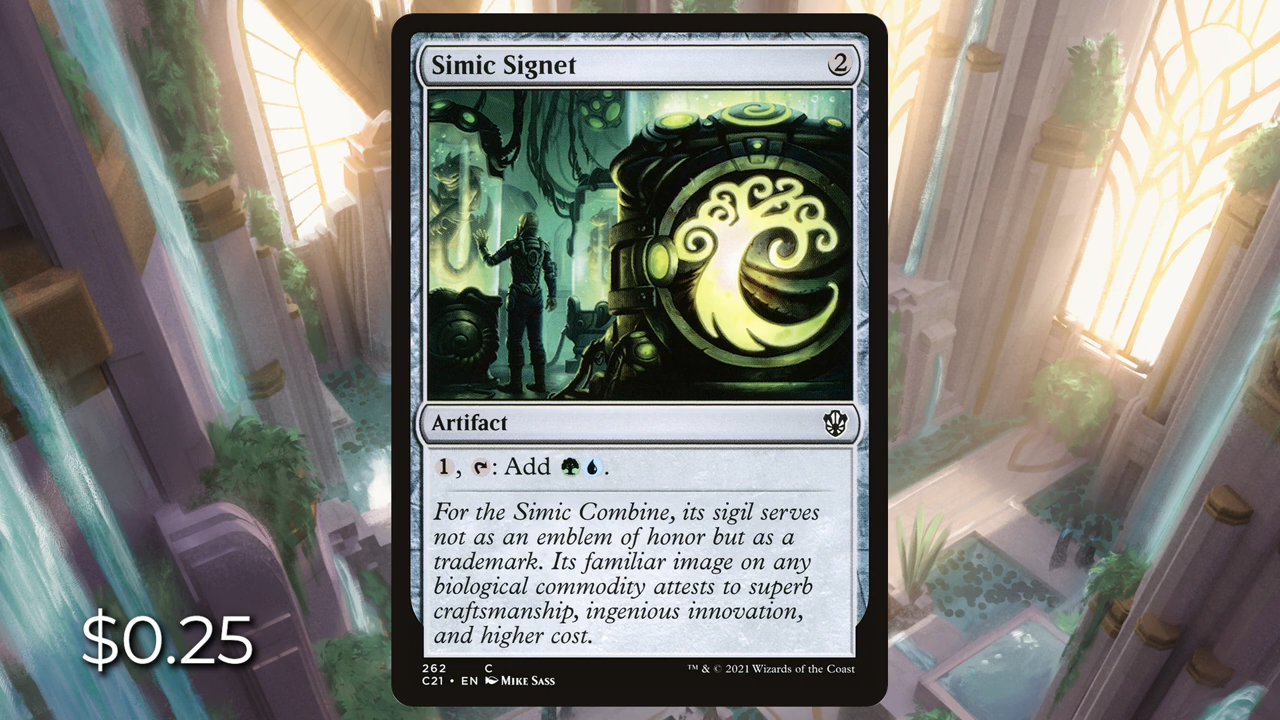 Simic Signet 2
Artifact
1, : Add .
For the Simic Combine, its sigil serves
not as an emblem of honor but as a
trademark. Its familiar image on any
biological commodity attests to superb
craftsmanship, ingenious innovation,
and higher cost.
$0.25
262 C
™ & © 2021 Wizards of the Coast
C21 • EN Mike Sass